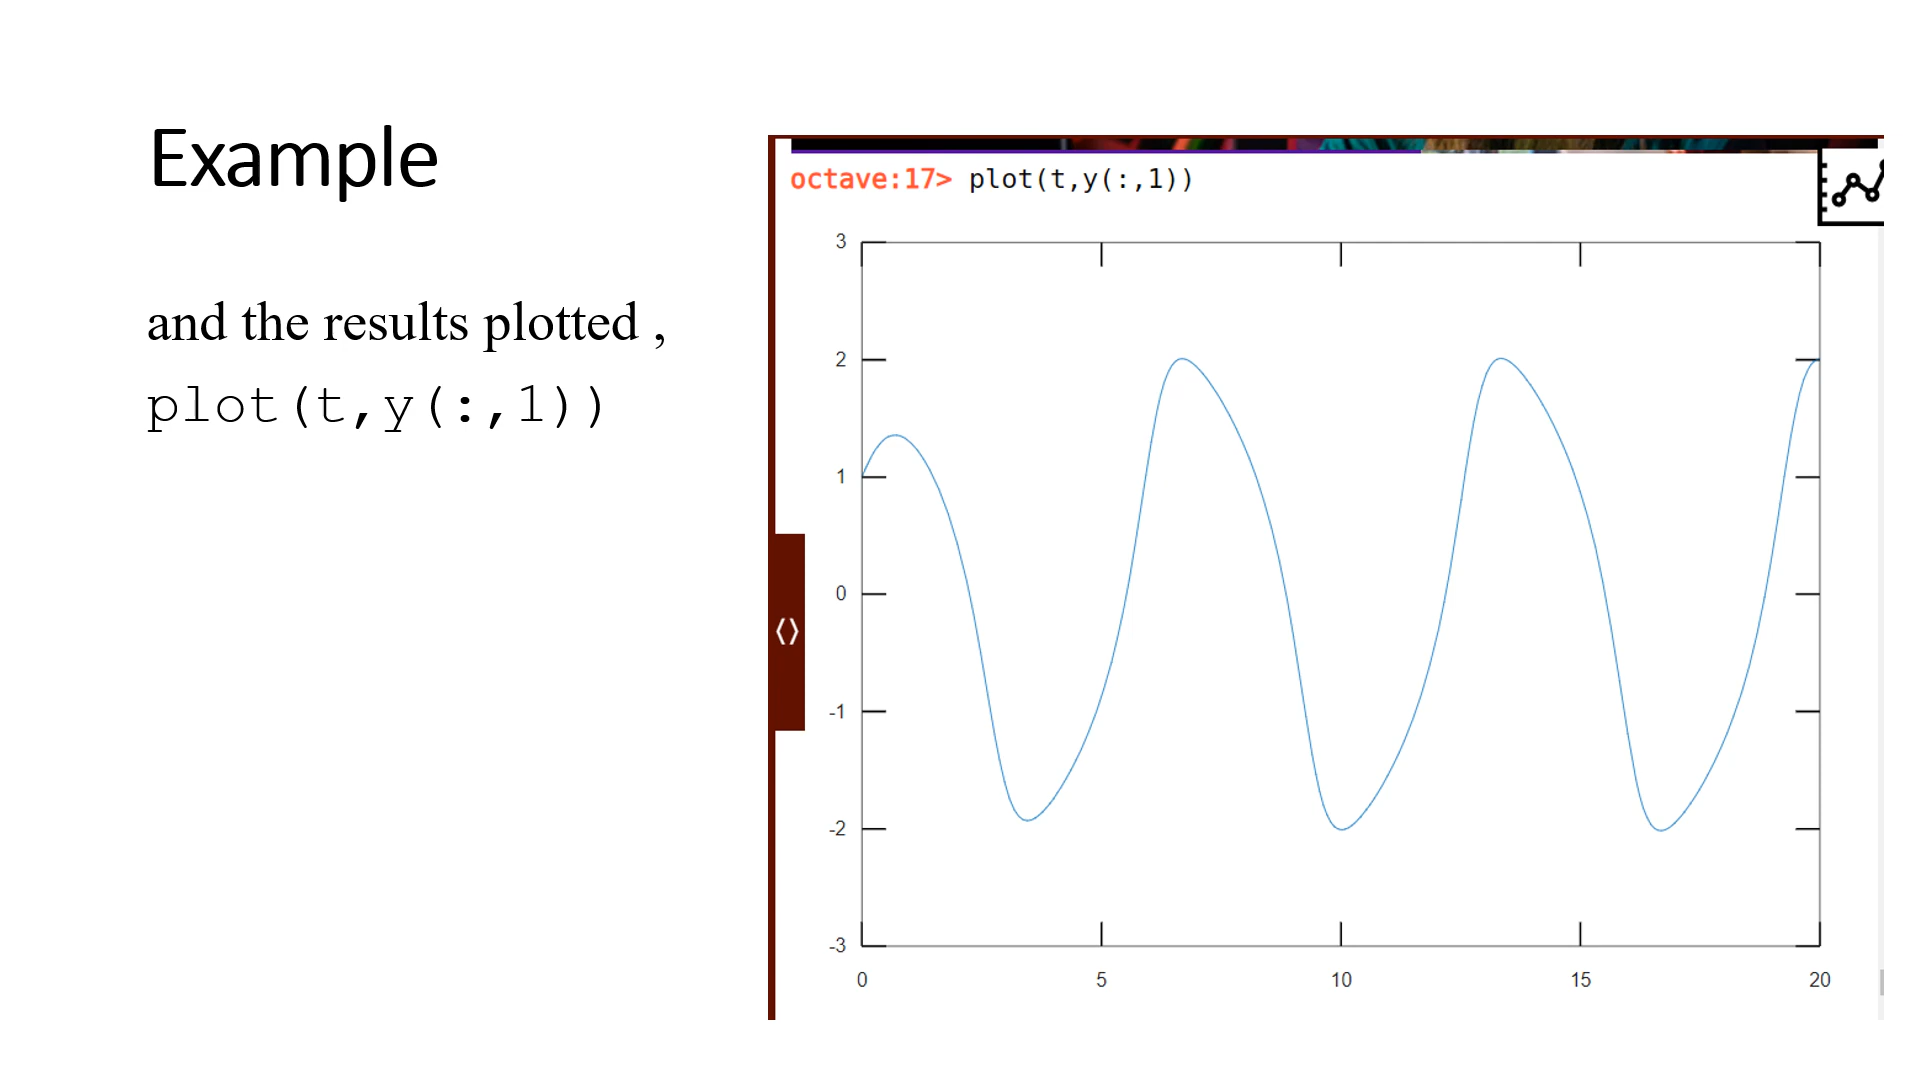 Example
and the results plotted ,
plot(t,y(:,1))
octave:17> plot(t,y(:,1))
3
2
1
0
-1
-2
-3
0 5 10 15 20